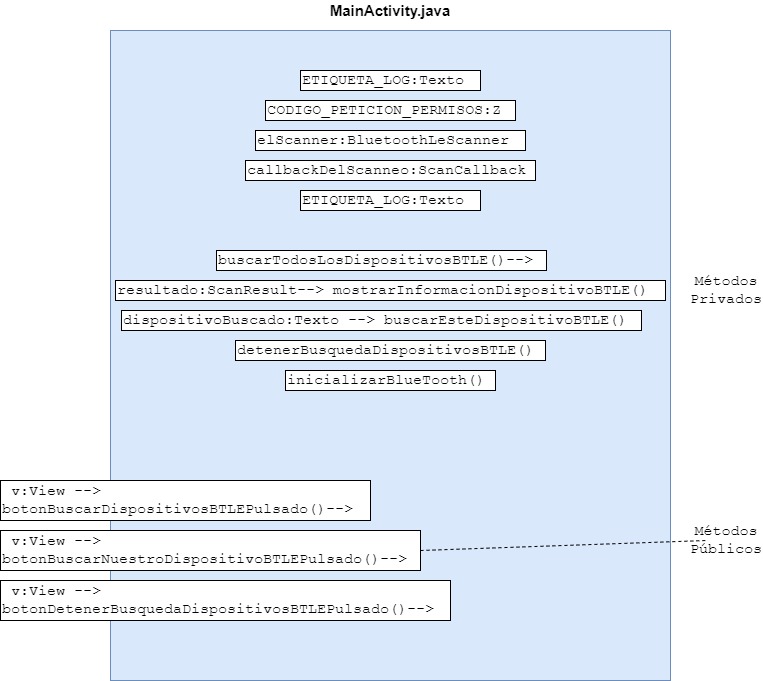 MainActivity.java
ETIQUETA_LOG:Texto
CODIGO_PETICION_PERMISOS:Z
elScanner:BluetoothLeScanner
callbackDelScanneo:ScanCallback
ETIQUETA_LOG:Texto
buscarTodosLosDispositivosBTLE()-->
resultado:ScanResult--> mostrarInformacionDispositivoBTLE()
dispositivoBuscado:Texto --> buscarEsteDispositivoBTLE()
detenerBusquedaDispositivosBTLE()
inicializarBlueTooth()
Métodos
Privados
v:View -->
botonBuscarDispositivosBTLEPulsado()-->
v:View -->
botonBuscarNuestroDispositivoBTLEPulsado()-->
v:View -->
botonDetenerBusquedaDispositivosBTLEPulsado()-->
Métodos
Públicos